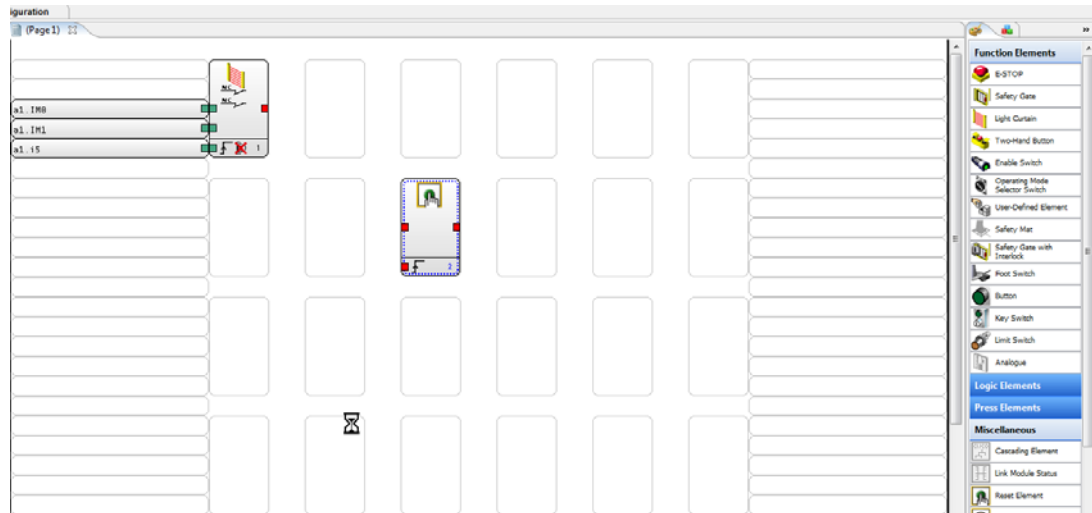 iguration
(Page 1)
»
Function Elements
E-STOP
Safety Gate
Light Curtain
Two-Hand Button
Enable Switch
Operating Mode
Selector Switch
User-Defined Element
Safety Mat
Safety Gate with
Interlock
Foot Switch
Button
Key Switch
Limit Switch
Analogue
Logic Elements
Press Elements
Miscellaneous
Cascading Element
Link Module Status
Reset Element
NC
NC
a1.IM0
a1.IM1
a1.i5
1
2